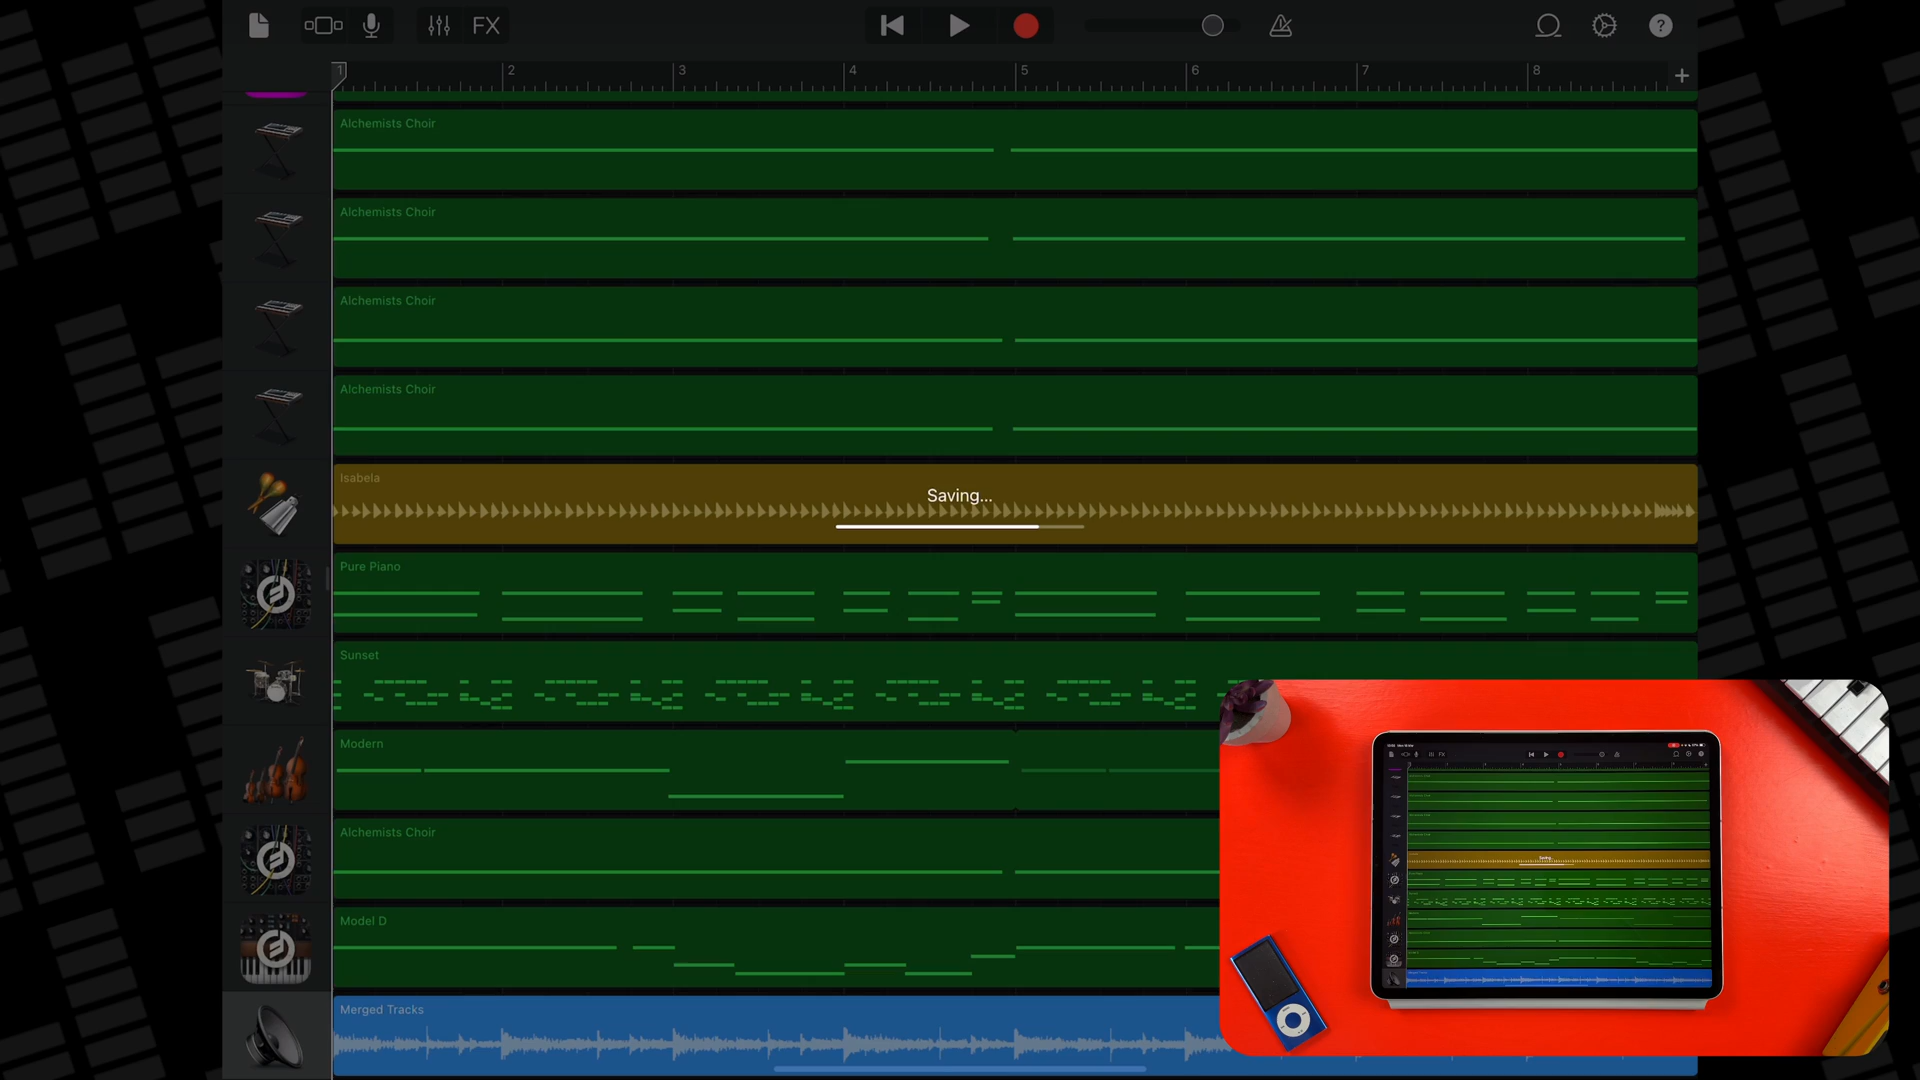 FX
1 2 3 4 5 6 7 8 +
Alchemists Choir
Alchemists Choir
Alchemists Choir
Alchemists Choir
Isabela
Saving...
Pure Piano
Sunset
Modern
Alchemists Choir
Model D
Merged Tracks